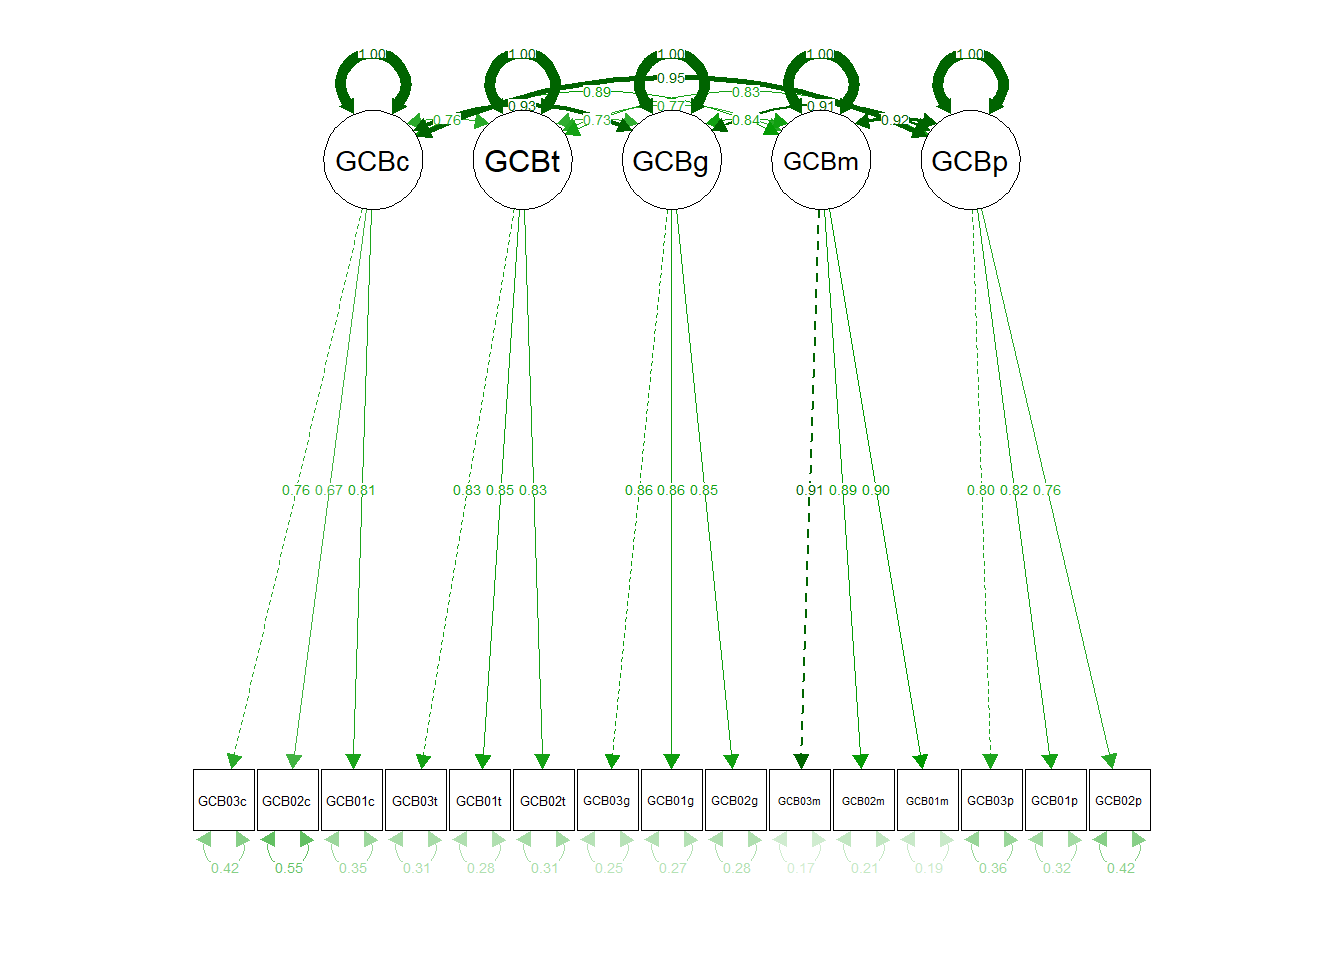 1.00 1.00 1.00 1.00 1.00
0.95
0.89 0.83
0.93 0.77 0.91
0.76 0.73 0.84 0.92
GCBc GCBt GCBg GCBm GCBp
0.76 0.67 0.81 0.83 0.85 0.83 0.86 0.86 0.85 0.91 0.89 0.90 0.80 0.82 0.76
GCB03c GCB02c GCB01c GCB03t GCB01t GCB02t GCB03g GCB01g GCB02g GCB03m GCB02m GCB01m GCB03p GCB01p GCB02p
0.42 0.55 0.35 0.31 0.28 0.31 0.25 0.27 0.28 0.17 0.21 0.19 0.36 0.32 0.42